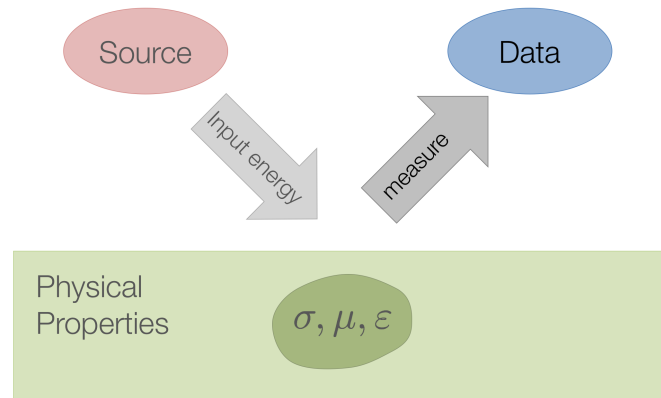 Source
Data
Input energy
measure
Physical
Properties
σ, μ, ε